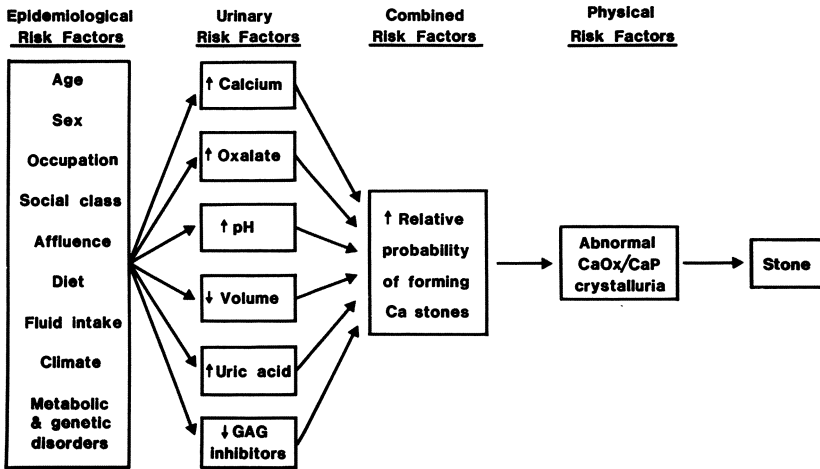 Epidemiological
Risk Factors
Urinary
Risk Factors
Combined
Risk Factors
Physical
Risk Factors
Age
Sex
Occupation
Social class
Affluence
Diet
Fluid intake
Climate
Metabolic
& genetic
disorders
↑ Calcium
↑ Oxalate
↑ pH
↓ Volume
↑ Uric acid
↓ GAG
inhibitors
↑ Relative
probability
of forming
Ca stones
Abnormal
CaOx/CaP
crystalluria
Stone